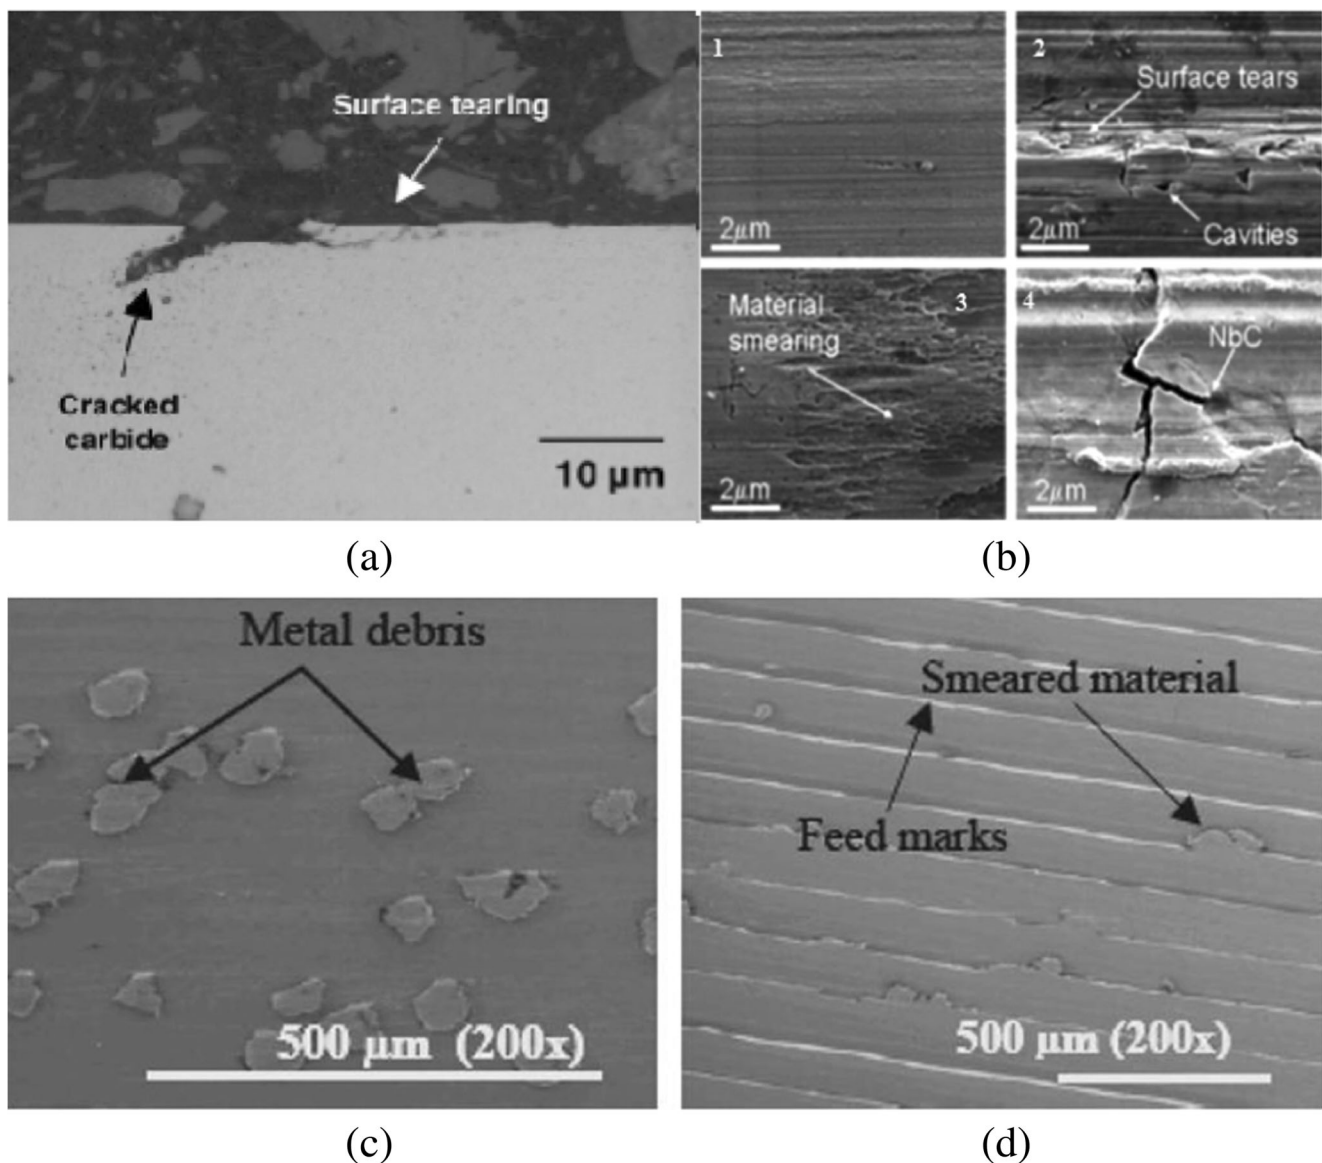 Surface tearing
Cracked
carbide
10 µm
(a)
1
2µm
2
Surface tears
Cavities
2µm
Material
smearing
3
2µm
4
NbC
2µm
(b)
Metal debris
500 µm (200x)
(c)
Smeared material
Feed marks
500 µm (200x)
(d)